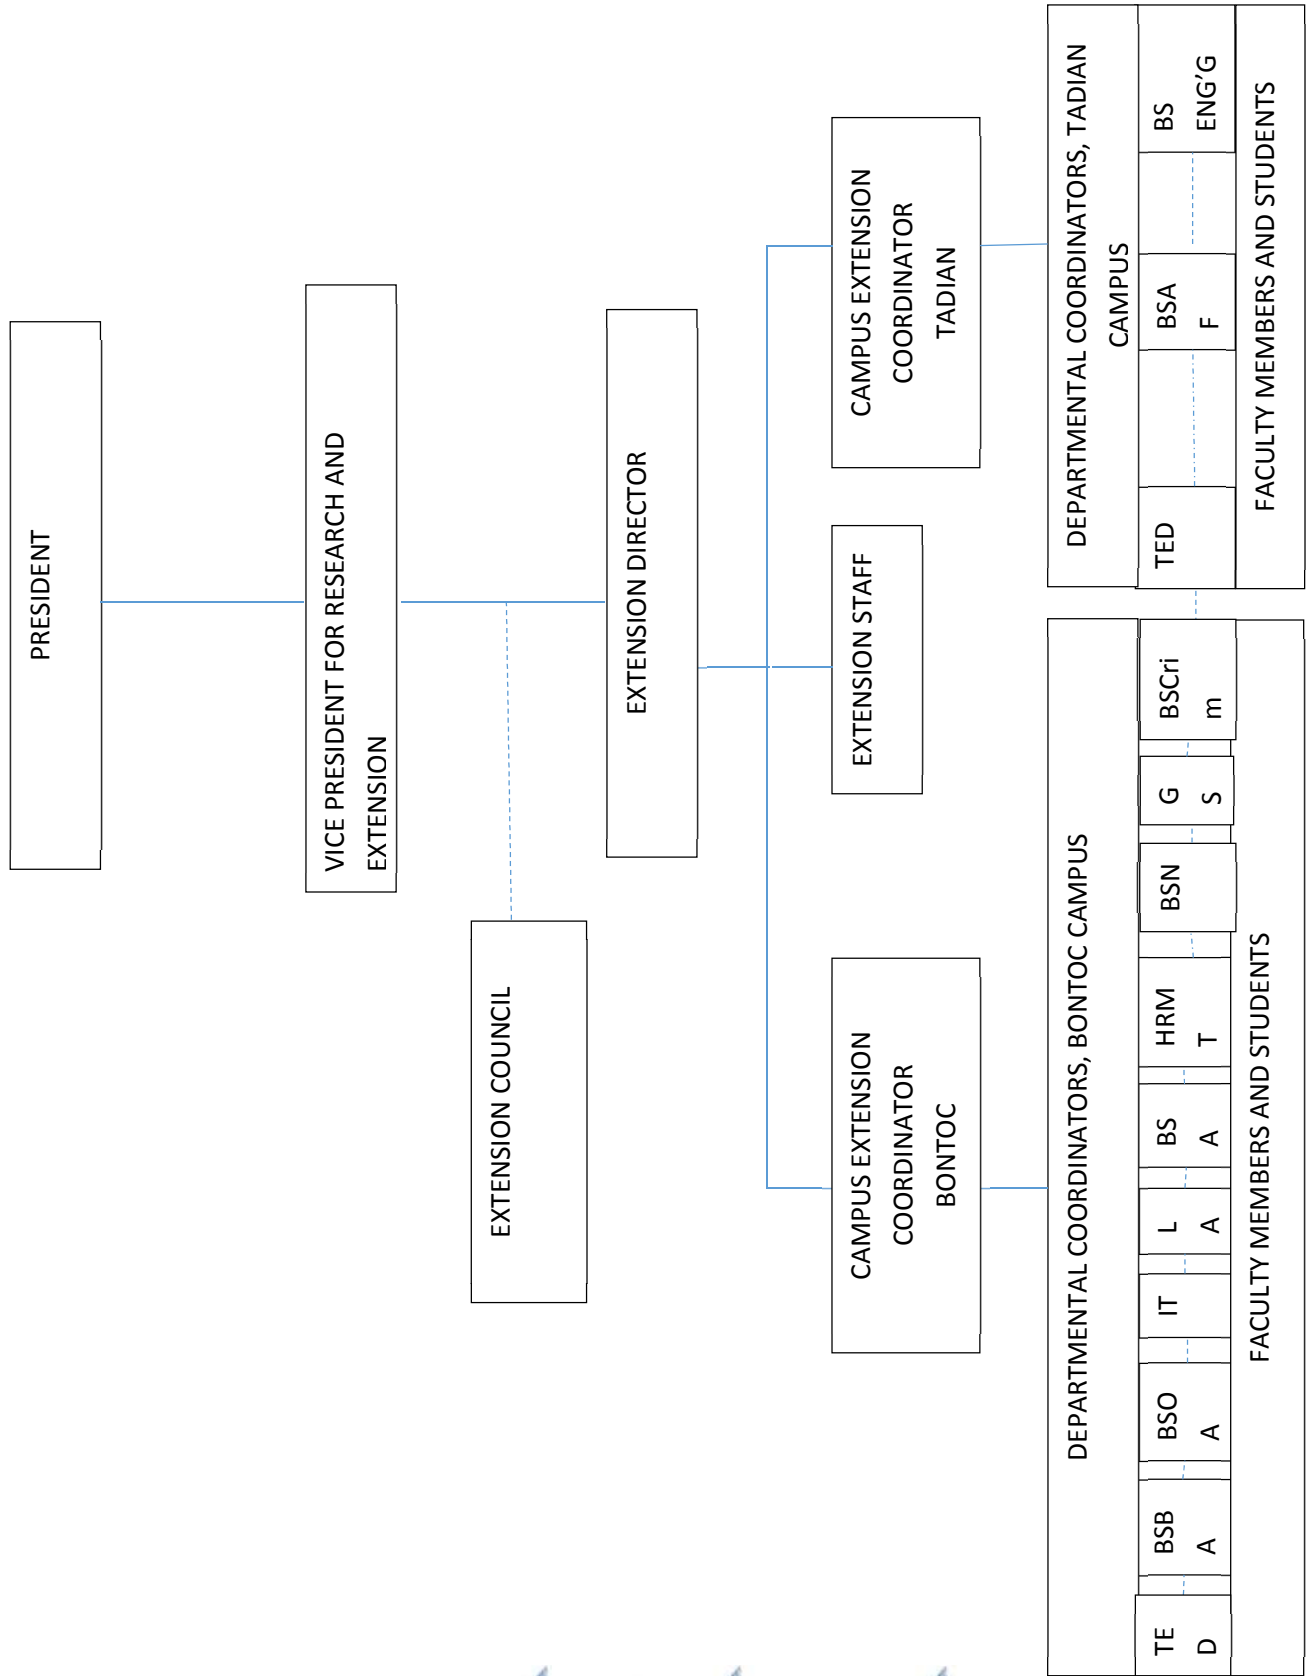 PRESIDENT
VICE PRESIDENT FOR RESEARCH AND
EXTENSION
EXTENSION COUNCIL
EXTENSION DIRECTOR
CAMPUS EXTENSION
COORDINATOR
BONTOC
EXTENSION STAFF
CAMPUS EXTENSION
COORDINATOR
TADIAN
DEPARTMENTAL COORDINATORS, BONTOC CAMPUS
TE
D
BSB
A
BSO
A
IT
L
A
BS
A
HRM
T
BSN
G
S
BSCri
m
FACULTY MEMBERS AND STUDENTS
DEPARTMENTAL COORDINATORS, TADIAN
CAMPUS
TED
BSA
F
BS
ENG'G
FACULTY MEMBERS AND STUDENTS